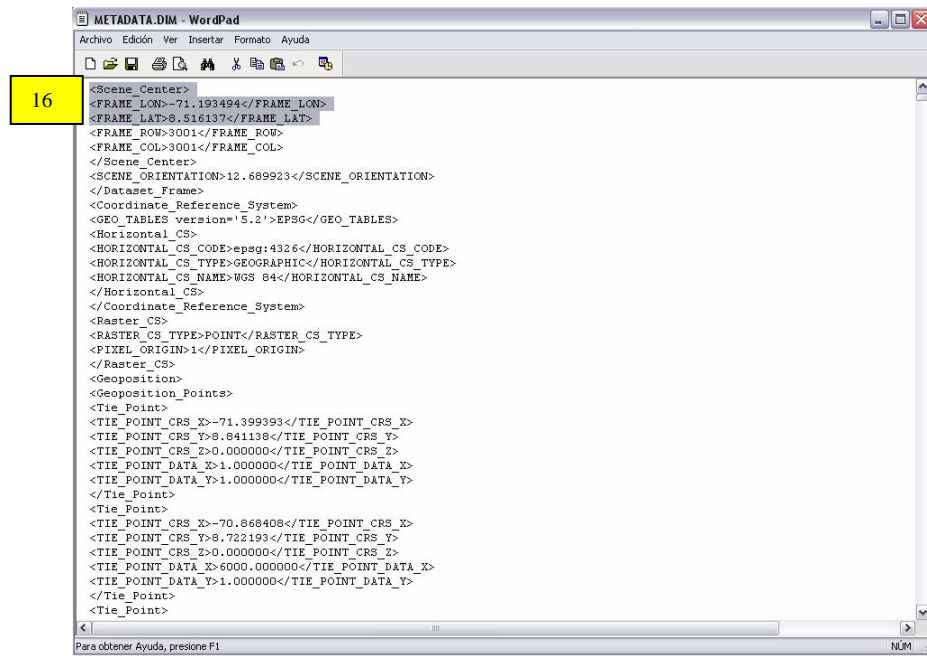 METADATA.DIM - WordPad
Archivo Edición Ver Insertar Formato Ayuda
16
<Scene_Center>
<FRAME_LON>-71.193494</FRAME_LON>
<FRAME_LAT>8.516137</FRAME_LAT>
<FRAME_ROW>3001</FRAME_ROW>
<FRAME_COL>3001</FRAME_COL>
</Scene_Center>
<SCENE_ORIENTATION>12.689923</SCENE_ORIENTATION>
</Dataset_Frame>
<Coordinate_Reference_System>
<GEO_TABLES version='5.2'>EPSG</GEO_TABLES>
<Horizontal_CS>
<HORIZONTAL_CS_CODE>epsg:4326</HORIZONTAL_CS_CODE>
<HORIZONTAL_CS_TYPE>GEOGRAPHIC</HORIZONTAL_CS_TYPE>
<HORIZONTAL_CS_NAME>WGS 84</HORIZONTAL_CS_NAME>
</Horizontal_CS>
</Coordinate_Reference_System>
<Raster_CS>
<RASTER_CS_TYPE>POINT</RASTER_CS_TYPE>
<PIXEL_ORIGIN>1</PIXEL_ORIGIN>
</Raster_CS>
<Geoposition>
<Geoposition_Points>
<Tie_Point>
<TIE_POINT_CRS_X>-71.399393</TIE_POINT_CRS_X>
<TIE_POINT_CRS_Y>8.841138</TIE_POINT_CRS_Y>
<TIE_POINT_CRS_Z>0.000000</TIE_POINT_CRS_Z>
<TIE_POINT_DATA_X>1.000000</TIE_POINT_DATA_X>
<TIE_POINT_DATA_Y>1.000000</TIE_POINT_DATA_Y>
</Tie_Point>
<Tie_Point>
<TIE_POINT_CRS_X>-70.868408</TIE_POINT_CRS_X>
<TIE_POINT_CRS_Y>8.722193</TIE_POINT_CRS_Y>
<TIE_POINT_CRS_Z>0.000000</TIE_POINT_CRS_Z>
<TIE_POINT_DATA_X>6000.000000</TIE_POINT_DATA_X>
<TIE_POINT_DATA_Y>1.000000</TIE_POINT_DATA_Y>
</Tie_Point>
<Tie_Point>
Para obtener Ayuda, presione F1
NÚM